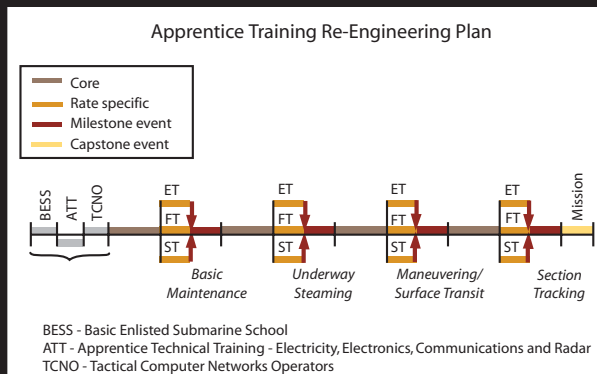 Apprentice Training Re-Engineering Plan
Core
Rate specific
Milestone event
Capstone event
BESS
ATT
TCNO
ET
FT
ST
ET
FT
ST
ET
FT
ST
ET
FT
ST
Mission
Basic
Maintenance
Underway
Steaming
Maneuvering/
Surface Transit
Section
Tracking
BESS - Basic Enlisted Submarine School
ATT - Apprentice Technical Training - Electricity, Electronics, Communications and Radar
TCNO - Tactical Computer Networks Operators